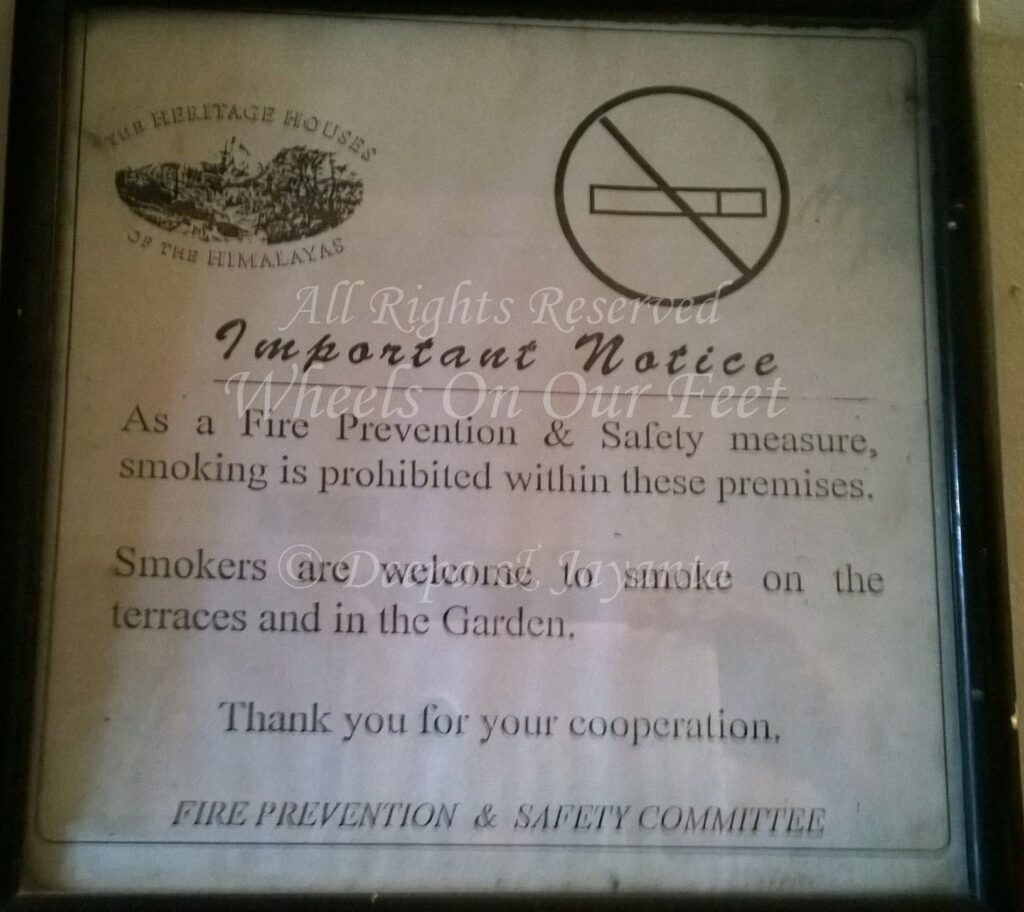 THE HERITAGE HOUSES
OF THE HIMALAYAS
All Rights Reserved
Important Notice
Wheels On Our Feet
As a Fire Prevention & Safety measure,
smoking is prohibited within these premises.
© Deepa & Jayanta
Smokers are welcome to smoke on the
terraces and in the Garden.
Thank you for your cooperation.
FIRE PREVENTION & SAFETY COMMITTEE